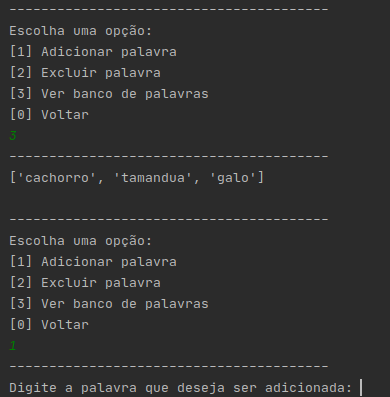 ----------------------------------------
Escolha uma opção:
[1] Adicionar palavra
[2] Excluir palavra
[3] Ver banco de palavras
[0] Voltar
3
----------------------------------------
['cachorro', 'tamandua', 'galo']
----------------------------------------
Escolha uma opção:
[1] Adicionar palavra
[2] Excluir palavra
[3] Ver banco de palavras
[0] Voltar
1
----------------------------------------
Digite a palavra que deseja ser adicionada: